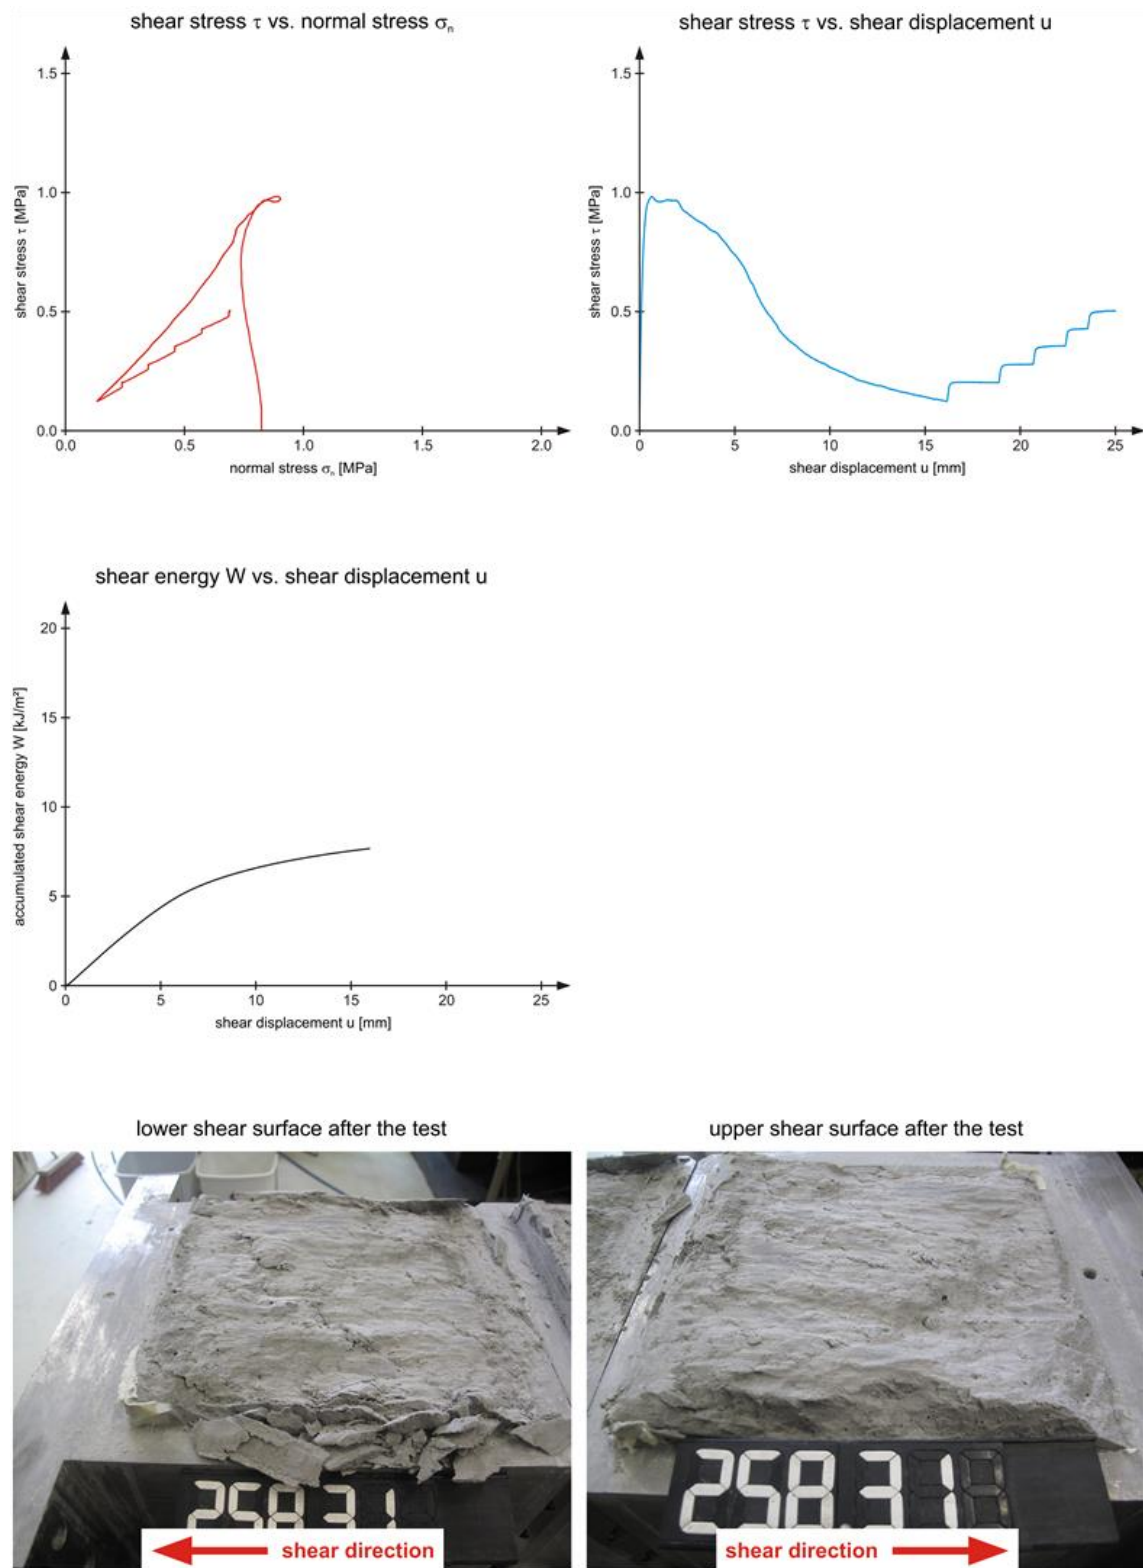 shear stress τ vs. normal stress σn
shear stress τ vs. shear displacement u
shear stress τ [MPa]
1.5
1.0
0.5
0.0
0.0
0.5
1.0
1.5
2.0
normal stress σn [MPa]
shear stress τ [MPa]
1.5
1.0
0.5
0.0
0
5
10
15
20
25
shear displacement u [mm]
shear energy W vs. shear displacement u
accumulated shear energy W [kJ/m²]
20
15
10
5
0
0
5
10
15
20
25
shear displacement u [mm]
lower shear surface after the test
upper shear surface after the test
258.31
shear direction
258.31
shear direction